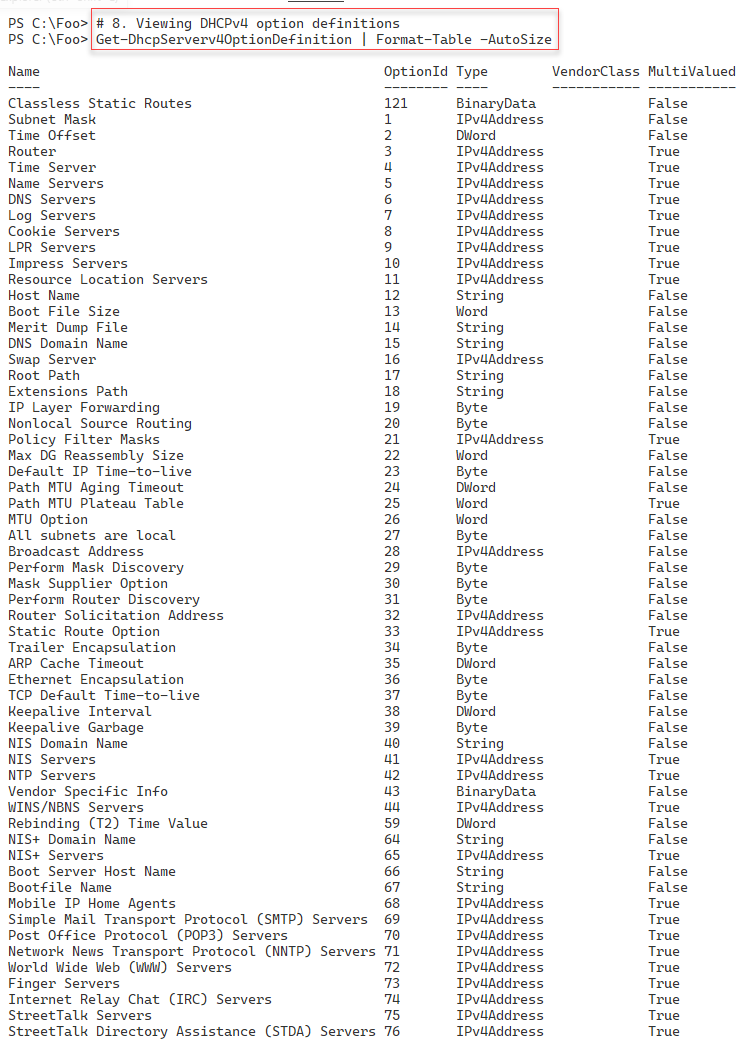 PS C:\Foo> # 8. Viewing DHCPv4 option definitions
PS C:\Foo> Get-DhcpServerv4OptionDefinition | Format-Table -AutoSize
Name OptionId Type VendorClass MultiValued
---- -------- ---- ----------- -----------
Classless Static Routes 121 BinaryData False
Subnet Mask 1 IPv4Address False
Time Offset 2 DWord False
Router 3 IPv4Address True
Time Server 4 IPv4Address True
Name Servers 5 IPv4Address True
DNS Servers 6 IPv4Address True
Log Servers 7 IPv4Address True
Cookie Servers 8 IPv4Address True
LPR Servers 9 IPv4Address True
Impress Servers 10 IPv4Address True
Resource Location Servers 11 IPv4Address True
Host Name 12 String False
Boot File Size 13 Word False
Merit Dump File 14 String False
DNS Domain Name 15 String False
Swap Server 16 IPv4Address False
Root Path 17 String False
Extensions Path 18 String False
IP Layer Forwarding 19 Byte False
Nonlocal Source Routing 20 Byte False
Policy Filter Masks 21 IPv4Address True
Max DG Reassembly Size 22 Word False
Default IP Time-to-live 23 Byte False
Path MTU Aging Timeout 24 DWord False
Path MTU Plateau Table 25 Word True
MTU Option 26 Word False
All subnets are local 27 Byte False
Broadcast Address 28 IPv4Address False
Perform Mask Discovery 29 Byte False
Mask Supplier Option 30 Byte False
Perform Router Discovery 31 Byte False
Router Solicitation Address 32 IPv4Address False
Static Route Option 33 IPv4Address True
Trailer Encapsulation 34 Byte False
ARP Cache Timeout 35 DWord False
Ethernet Encapsulation 36 Byte False
TCP Default Time-to-live 37 Byte False
Keepalive Interval 38 DWord False
Keepalive Garbage 39 Byte False
NIS Domain Name 40 String False
NIS Servers 41 IPv4Address True
NTP Servers 42 IPv4Address True
Vendor Specific Info 43 BinaryData False
WINS/NBNS Servers 44 IPv4Address True
Rebinding (T2) Time Value 59 DWord False
NIS+ Domain Name 64 String False
NIS+ Servers 65 IPv4Address True
Boot Server Host Name 66 String False
Bootfile Name 67 String False
Mobile IP Home Agents 68 IPv4Address True
Simple Mail Transport Protocol (SMTP) Servers 69 IPv4Address True
Post Office Protocol (POP3) Servers 70 IPv4Address True
Network News Transport Protocol (NNTP) Servers 71 IPv4Address True
World Wide Web (WWW) Servers 72 IPv4Address True
Finger Servers 73 IPv4Address True
Internet Relay Chat (IRC) Servers 74 IPv4Address True
StreetTalk Servers 75 IPv4Address True
StreetTalk Directory Assistance (STDA) Servers 76 IPv4Address True